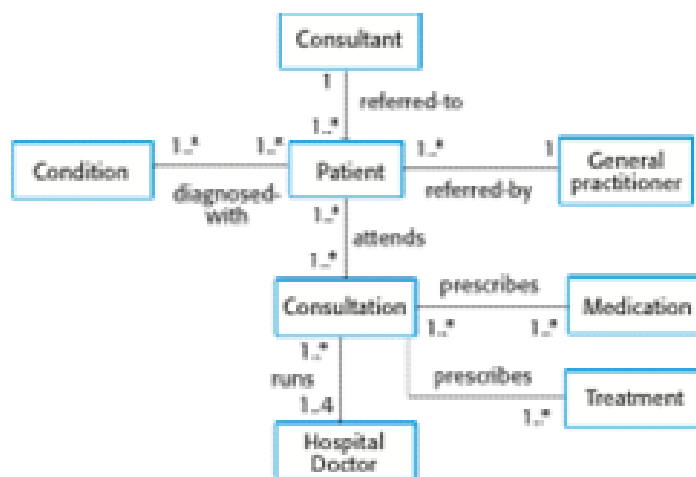 Consultant
1
referred-to
1..*
1..*
1..*
1..*
1
Condition
Patient
General
practitioner
diagnosed-
with
referred-by
1..*
attends
1..*
Consultation
prescribes
Medication
1..*
1..*
1..*
runs
prescribes
Treatment
1..4
1..*
Hospital
Doctor